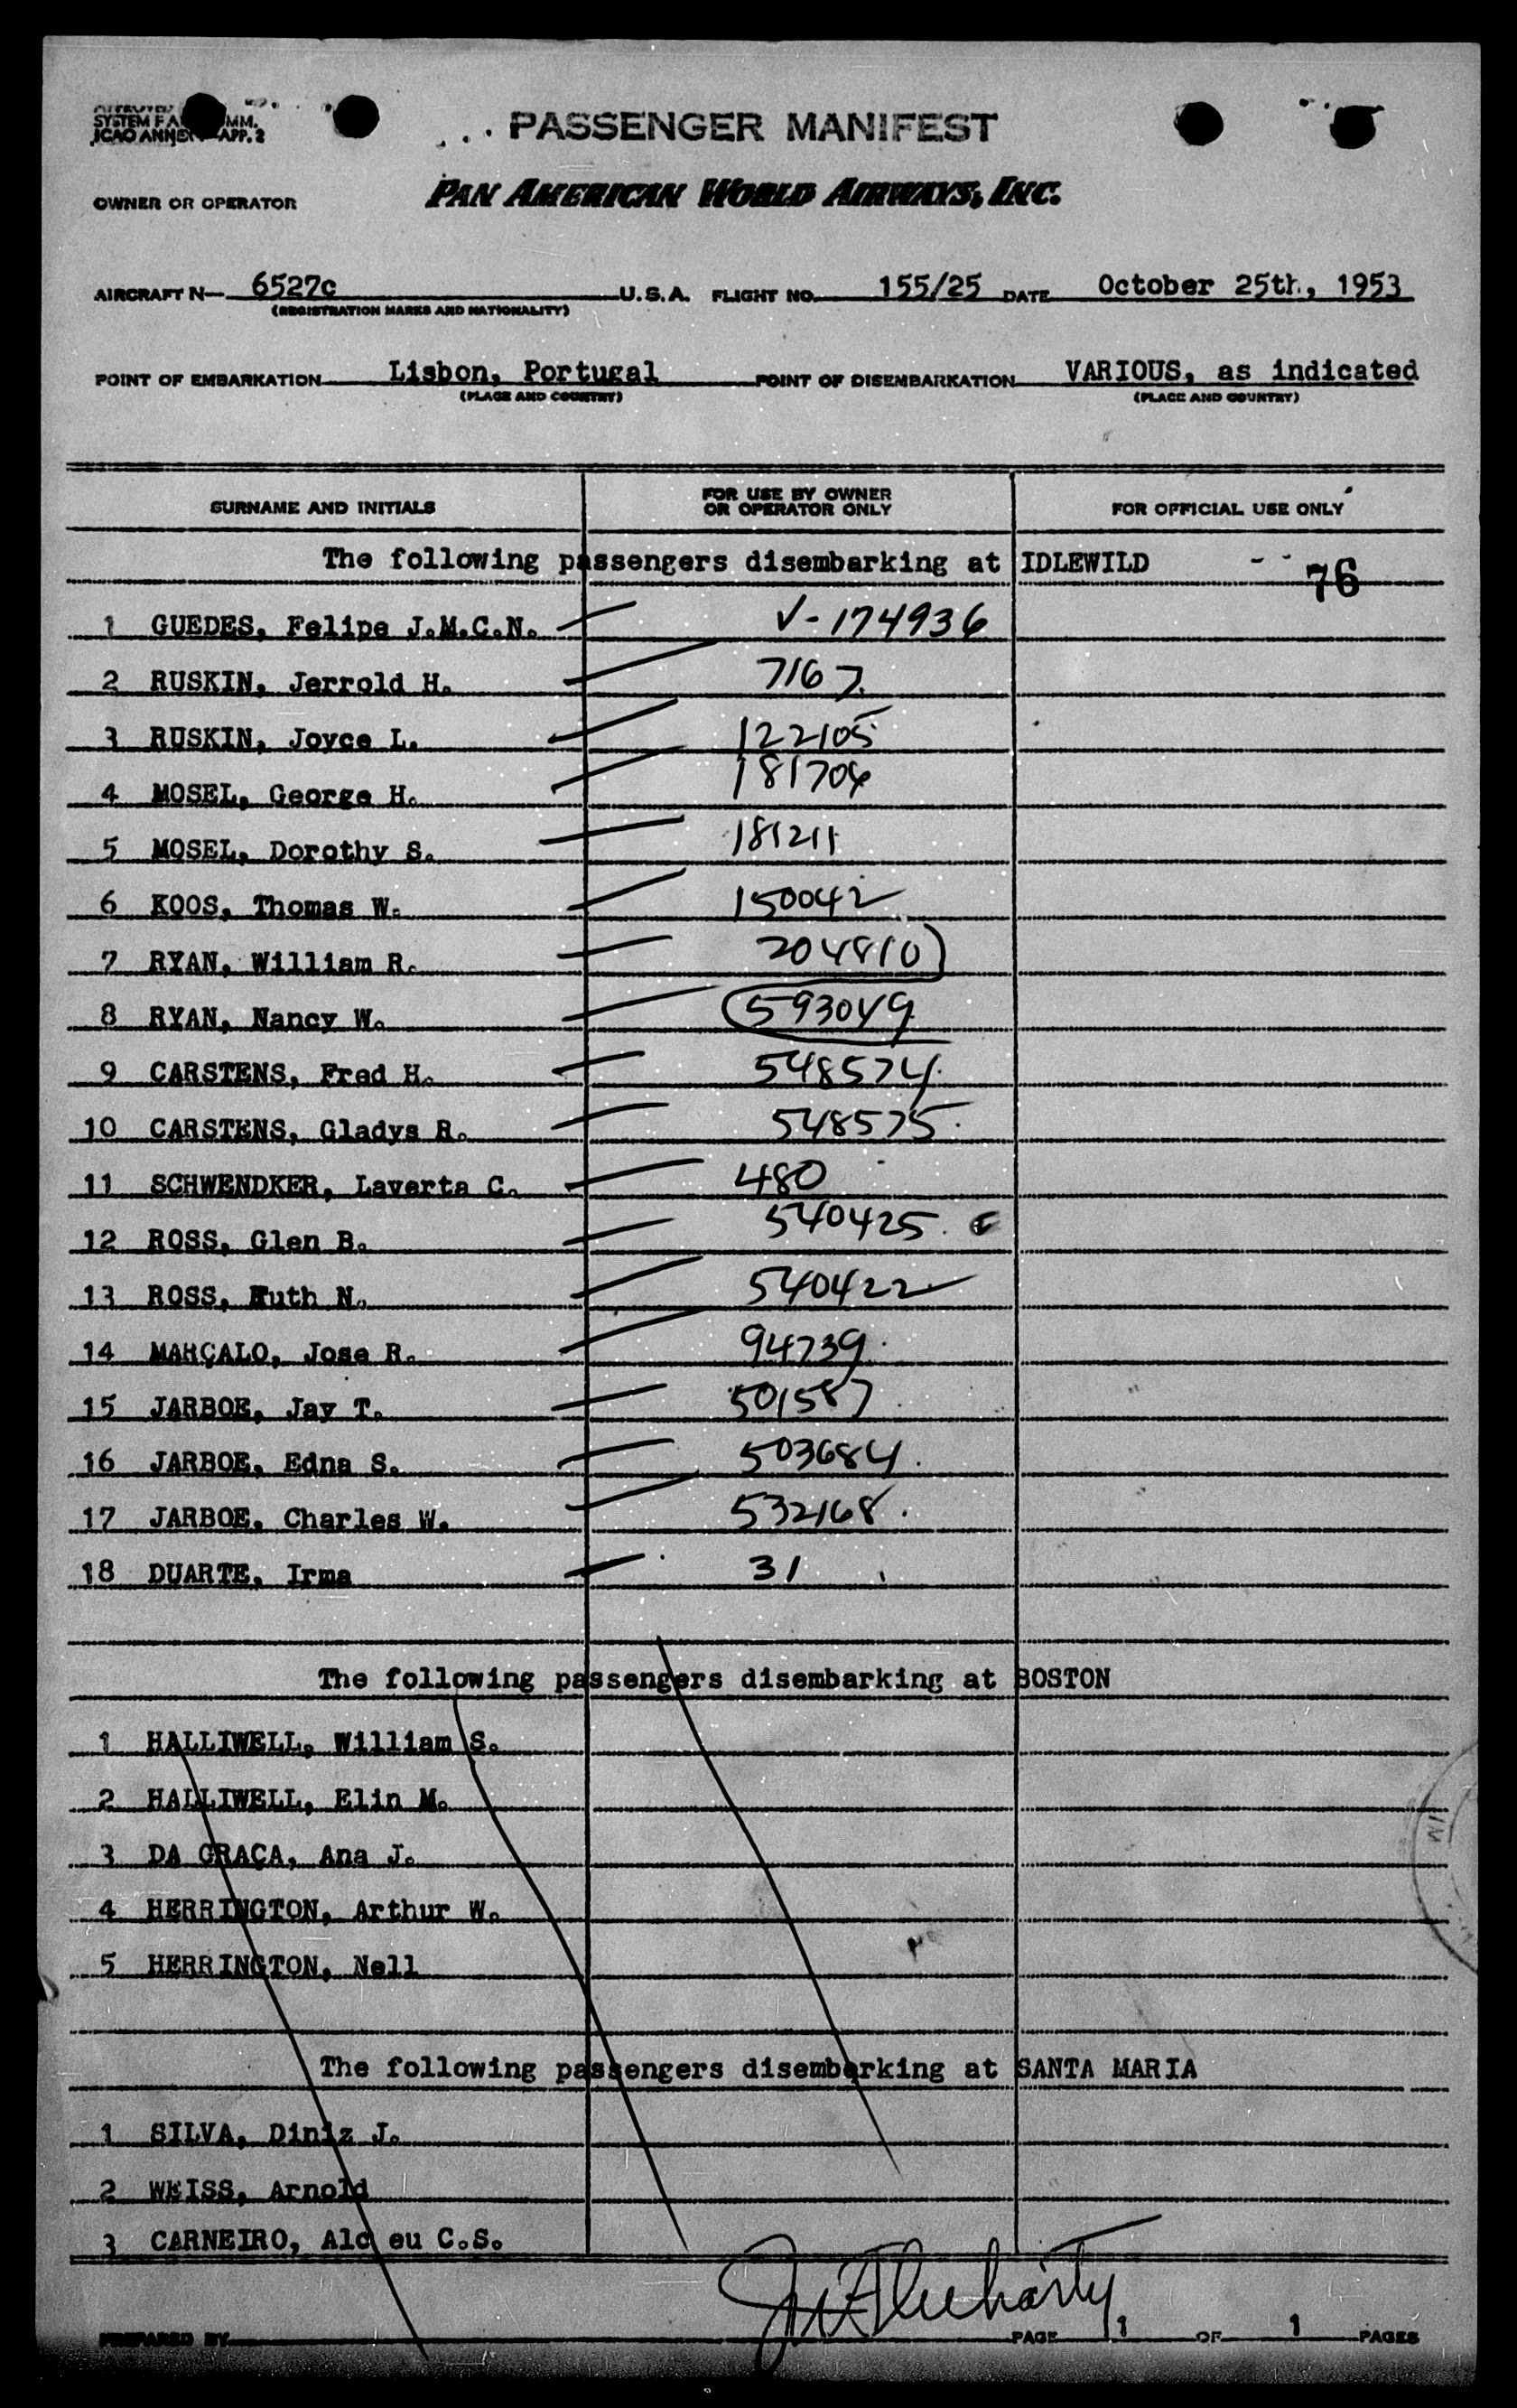 SYSTEM FA MM.
ICAO ANNEX APP. 2
PASSENGER MANIFEST
OWNER OR OPERATOR PAN AMERICAN WORLD AIRWAYS, INC.
AIRCRAFT N— 6527c U.S.A. FLIGHT NO. 155/25 DATE October 25th, 1953
(REGISTRATION MARKS AND NATIONALITY)
POINT OF EMBARKATION Lisbon, Portugal POINT OF DISEMBARKATION VARIOUS, as indicated
(PLACE AND COUNTRY) (PLACE AND COUNTRY)
SURNAME AND INITIALS FOR USE BY OWNER OR OPERATOR ONLY FOR OFFICIAL USE ONLY
The following passengers disembarking at IDLEWILD -- 76
1 GUEDES, Felipe J.M.C.N. V-174936
2 RUSKIN, Jerrold H. 7167
3 RUSKIN, Joyce L. 122105
4 MOSEL, George H. 181704
5 MOSEL, Dorothy S. 181211
6 KOOS, Thomas W. 150042
7 RYAN, William R. 204810
8 RYAN, Nancy W. 593049
9 CARSTENS, Fred H. 548574
10 CARSTENS, Gladys R. 548575
11 SCHWENDKER, Laverta C. 480
12 ROSS, Glen B. 540425
13 ROSS, Ruth N. 540422
14 MARÇALO, Jose R. 94739
15 JARBOE, Jay T. 501587
16 JARBOE, Edna S. 503684
17 JARBOE, Charles W. 532168
18 DUARTE, Irma 31
The following passengers disembarking at BOSTON
1 HALLIWELL, William S.
2 HALLIWELL, Elin M.
3 DA GRAÇA, Ana J.
4 HERRINGTON, Arthur W.
5 HERRINGTON, Nell
The following passengers disembarking at SANTA MARIA
1 SILVA, Diniz J.
2 WEISS, Arnold
3 CARNEIRO, Alc eu C.S.
PREPARED BY PAGE 1 OF 1 PAGES